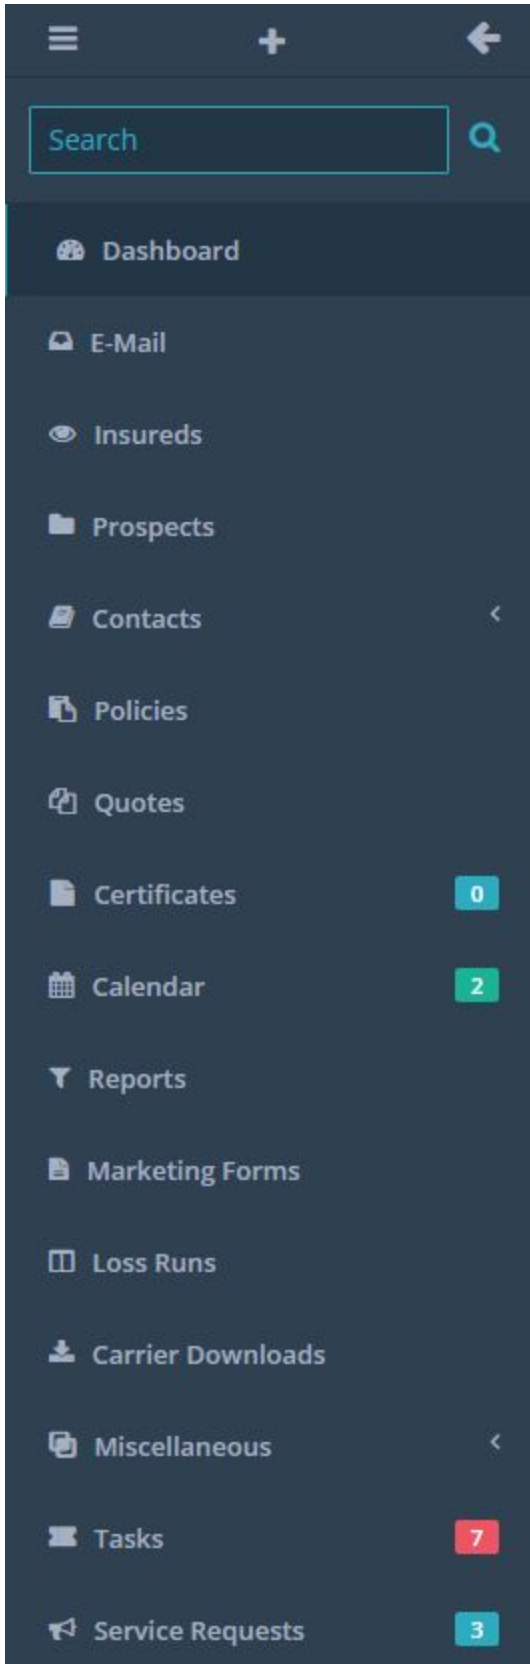 Search
Dashboard
E-Mail
Insureds
Prospects
Contacts
Policies
Quotes
Certificates 0
Calendar 2
Reports
Marketing Forms
Loss Runs
Carrier Downloads
Miscellaneous
Tasks 7
Service Requests 3